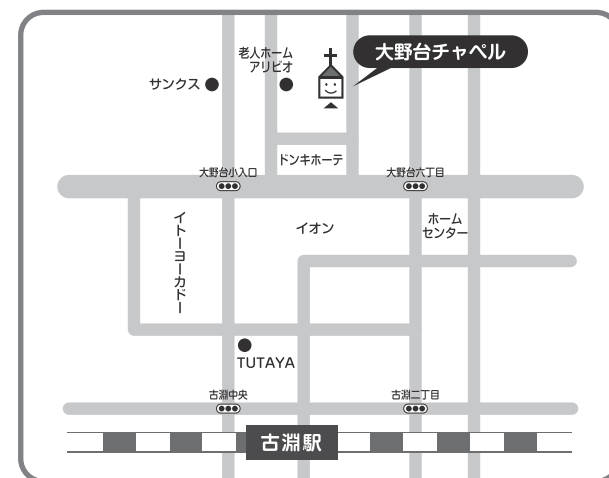 大野台チャペル
老人ホーム
アリビオ
サンクス
ドンキホーテ
大野台小入口
大野台六丁目
イトーヨーカドー
イオン
ホーム
センター
TUTAYA
古淵中央
古淵二丁目
古淵駅